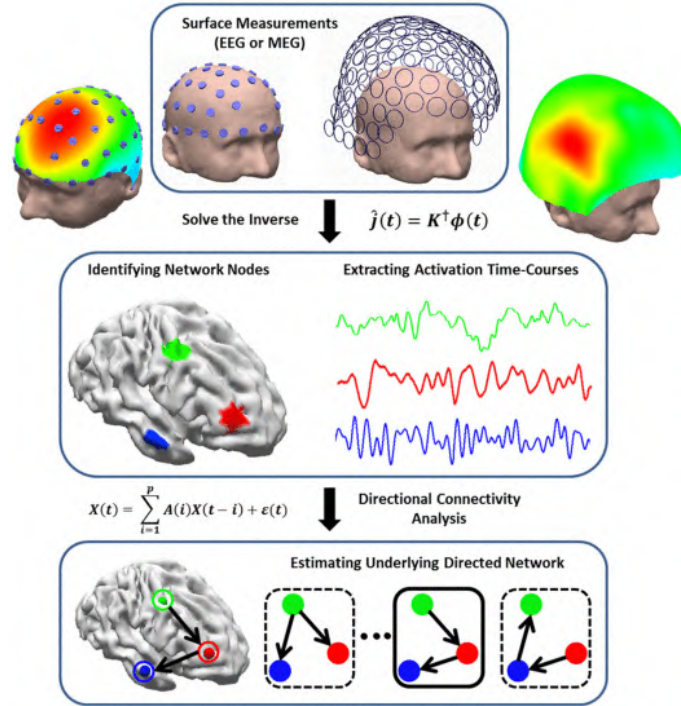 Surface Measurements
(EEG or MEG)
Solve the Inverse
ĵ(t) = K†ϕ(t)
Identifying Network Nodes
Extracting Activation Time-Courses
X(t) = ∑ᵖᵢ₌₁ A(i)X(t − i) + ε(t)
Directional Connectivity
Analysis
Estimating Underlying Directed Network